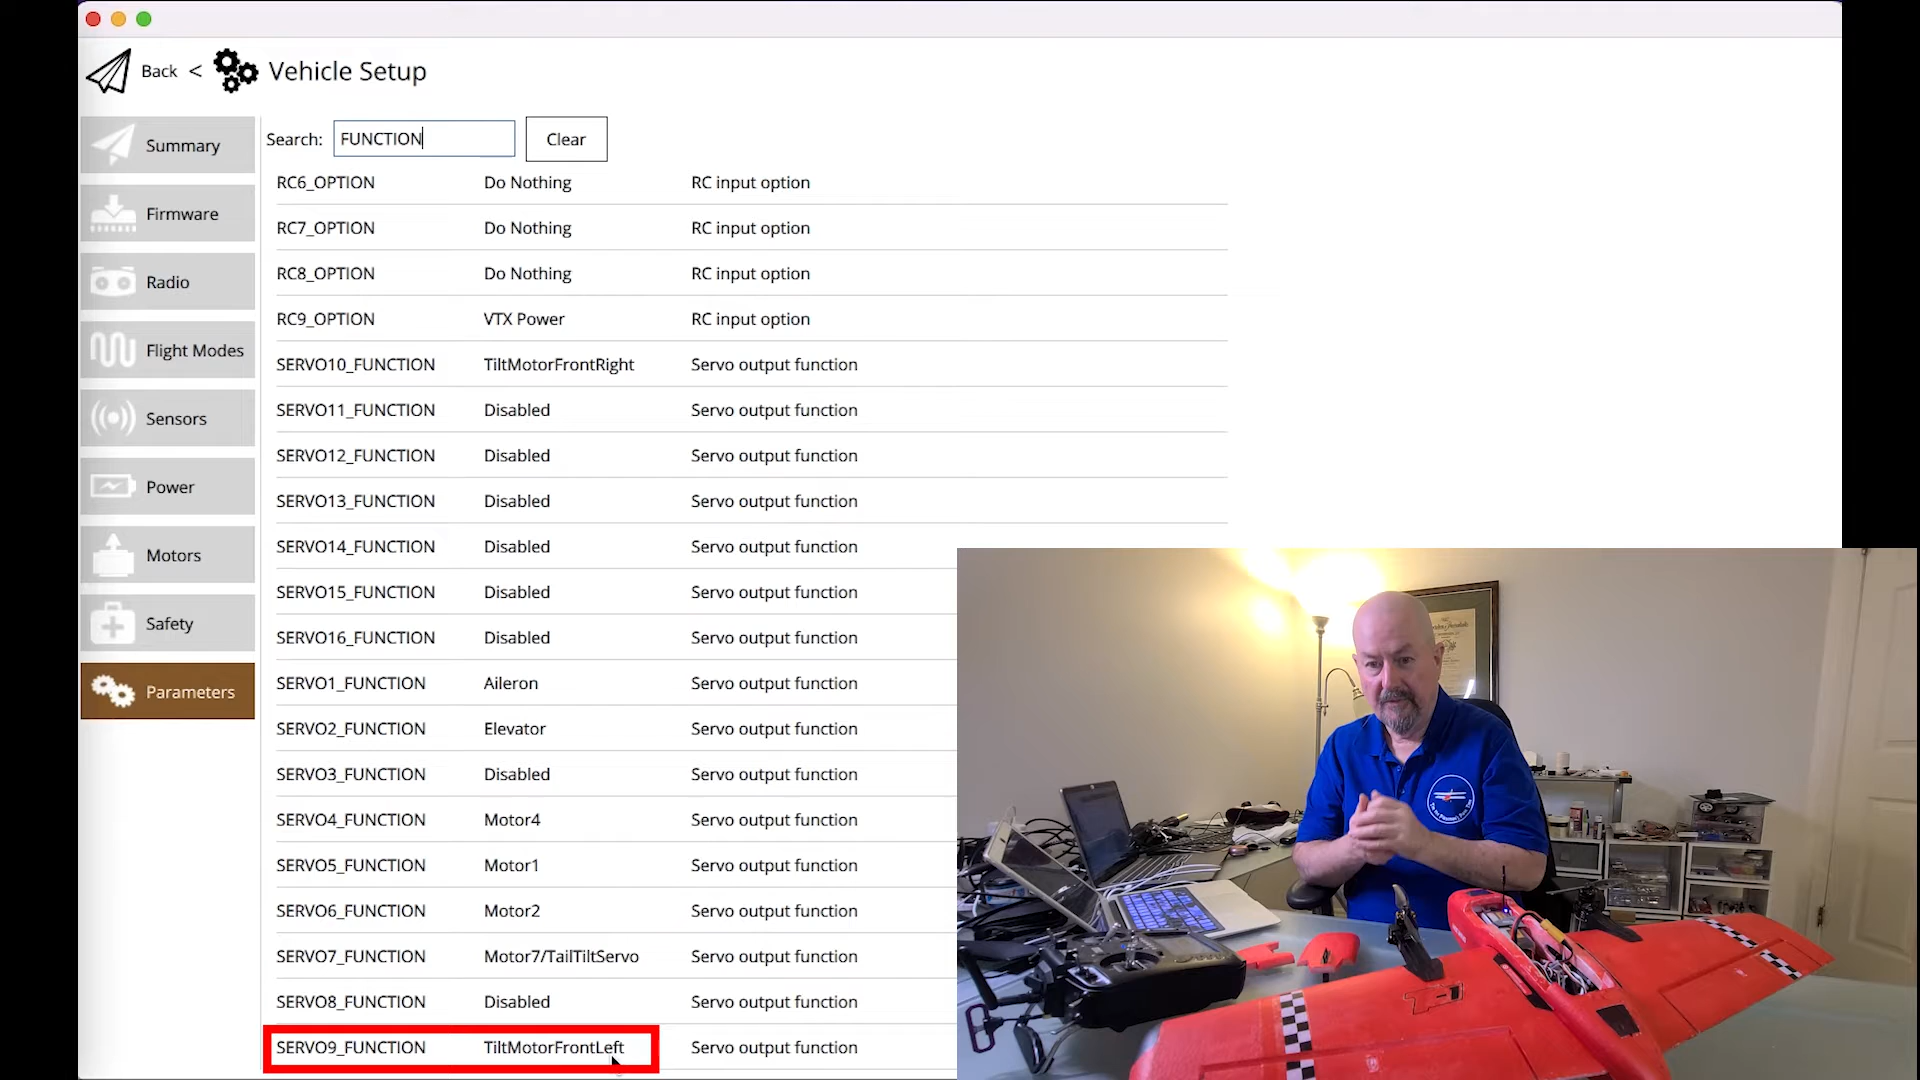 Back < Vehicle Setup
Search: FUNCTION Clear
Summary
Firmware
Radio
Flight Modes
Sensors
Power
Motors
Safety
Parameters
RC6_OPTION Do Nothing RC input option
RC7_OPTION Do Nothing RC input option
RC8_OPTION Do Nothing RC input option
RC9_OPTION VTX Power RC input option
SERVO10_FUNCTION TiltMotorFrontRight Servo output function
SERVO11_FUNCTION Disabled Servo output function
SERVO12_FUNCTION Disabled Servo output function
SERVO13_FUNCTION Disabled Servo output function
SERVO14_FUNCTION Disabled Servo output function
SERVO15_FUNCTION Disabled Servo output function
SERVO16_FUNCTION Disabled Servo output function
SERVO1_FUNCTION Aileron Servo output function
SERVO2_FUNCTION Elevator Servo output function
SERVO3_FUNCTION Disabled Servo output function
SERVO4_FUNCTION Motor4 Servo output function
SERVO5_FUNCTION Motor1 Servo output function
SERVO6_FUNCTION Motor2 Servo output function
SERVO7_FUNCTION Motor7/TailTiltServo Servo output function
SERVO8_FUNCTION Disabled Servo output function
SERVO9_FUNCTION TiltMotorFrontLeft Servo output function